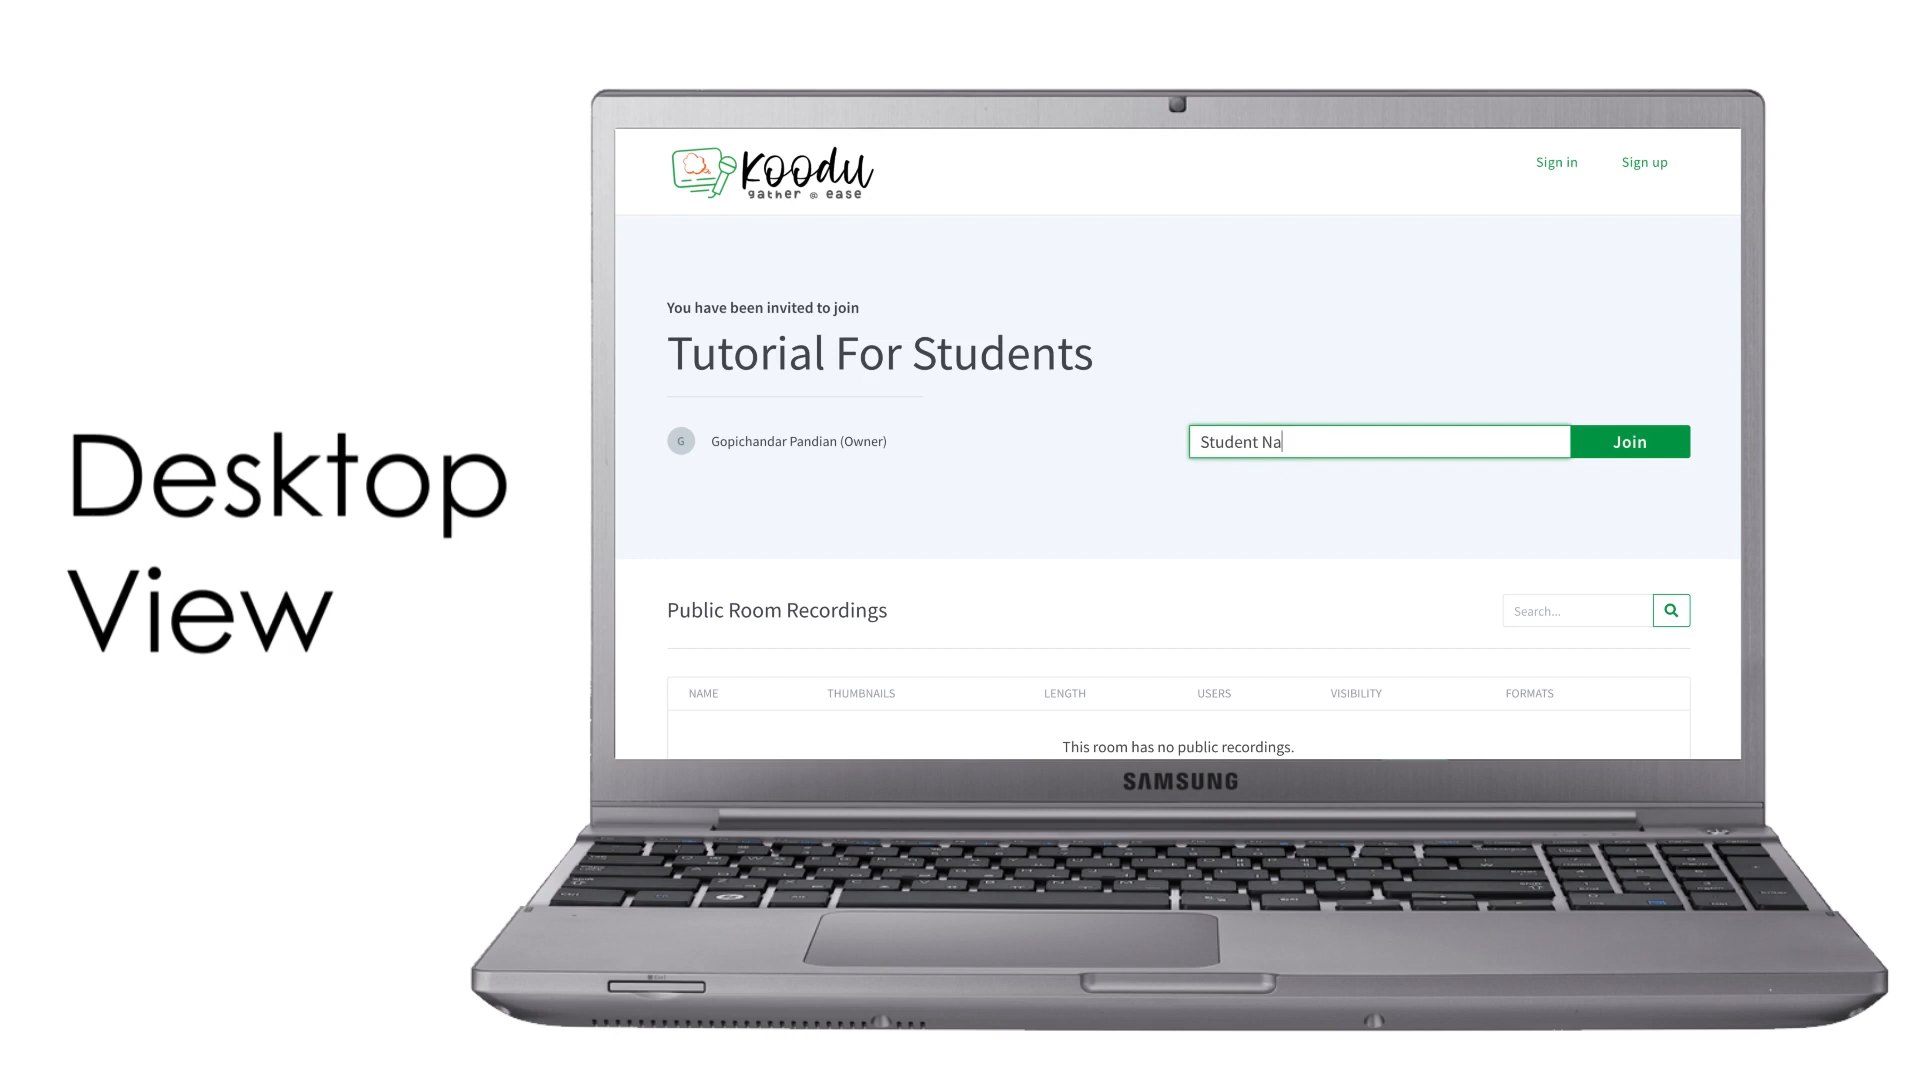 Desktop
View
Koodu
gather @ ease
Sign in
Sign up
You have been invited to join
Tutorial For Students
G
Gopichandar Pandian (Owner)
Student Na
Join
Public Room Recordings
Search...
NAME THUMBNAILS LENGTH USERS VISIBILITY FORMATS
This room has no public recordings.
SAMSUNG